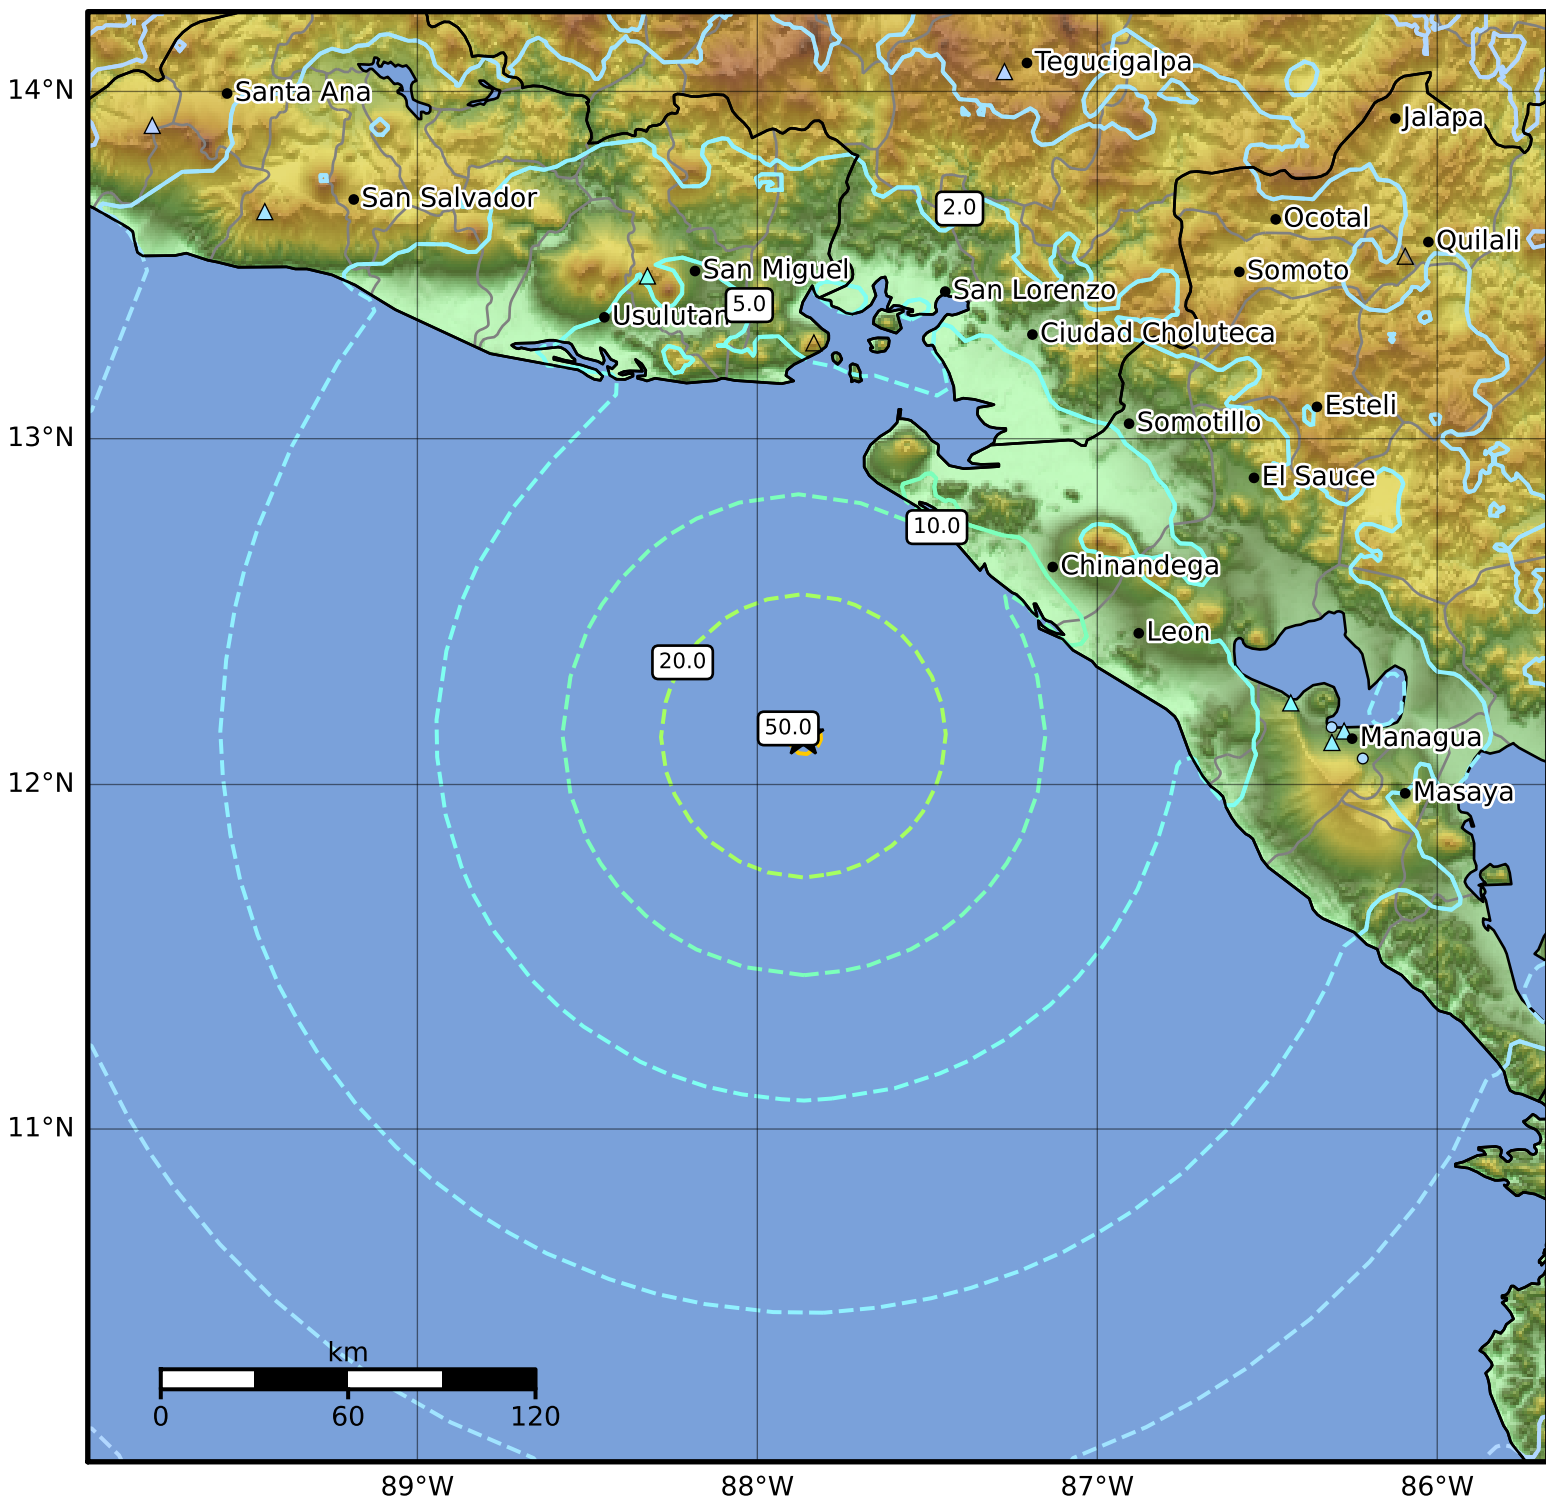 Tegucigalpa
14°N
Santa Ana
Jalapa
San Salvador
2.0
Ocotal
Quilali
San Miguel
Somoto
San Lorenzo
5.0
Usulutan
Ciudad Choluteca
Esteli
Somotillo
13°N
El Sauce
10.0
Chinandega
Leon
20.0
50.0
Managua
12°N
Masaya
11°N
km
0 60 120
89°W 88°W 87°W 86°W